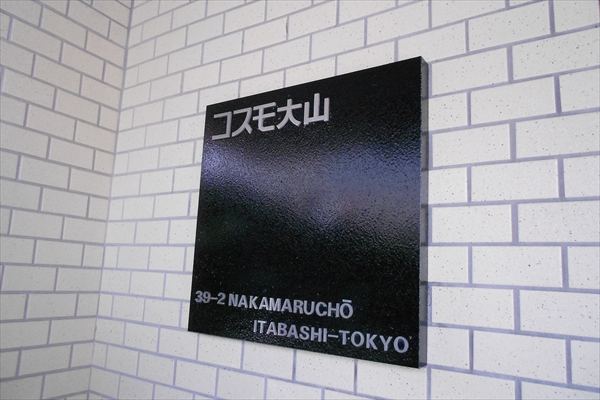 コスモ大山
39-2 NAKAMARUCHŌ
ITABASHI-TOKYO